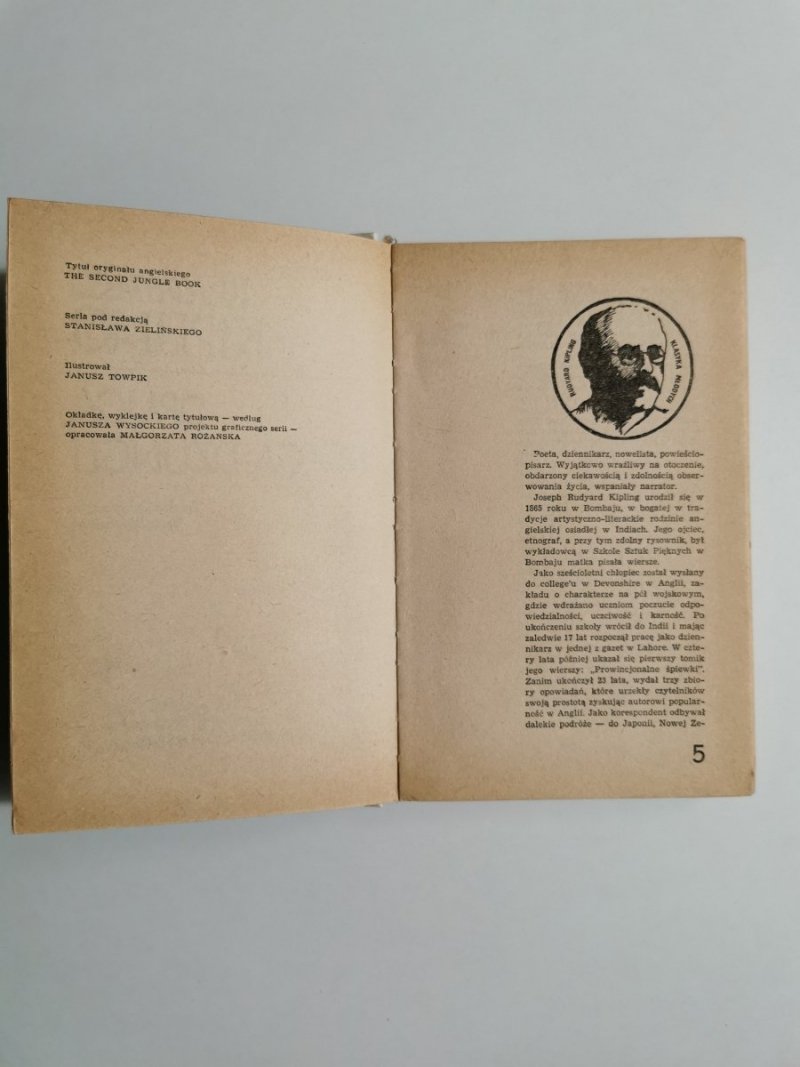 Tytuł oryginału angielskiego
THE SECOND JUNGLE BOOK
Seria pod redakcją
STANISŁAWA ZIELIŃSKIEGO
Ilustrował
JANUSZ TOWPIK
Okładkę, wyklejkę i kartę tytułową — według
JANUSZA WYSOCKIEGO projektu graficznego serii —
opracowała MAŁGORZATA RÓŻAŃSKA
RUDYARD KIPLING
KLASYKA MŁODYCH
Poeta, dziennikarz, nowelista, powieścio-
pisarz. Wyjątkowo wrażliwy na otoczenie,
obdarzony ciekawością i zdolnością obser-
wowania życia, wspaniały narrator.
Joseph Rudyard Kipling urodził się w
1865 roku w Bombaju, w bogatej w tra-
dycje artystyczno-literackie rodzinie an-
gielskiej osiadłej w Indiach. Jego ojciec,
etnograf, a przy tym zdolny rysownik, był
wykładowcą w Szkole Sztuk Pięknych w
Bombaju matka pisała wiersze.
Jako sześcioletni chłopiec został wysłany
do college'u w Devonshire w Anglii, za-
kładu o charakterze na pół wojskowym,
gdzie wdrażano uczniom poczucie odpo-
wiedzialności, uczciwość i karność. Po
ukończeniu szkoły wrócił do Indii i mając
zaledwie 17 lat rozpoczął pracę jako dzien-
nikarz w jednej z gazet w Lahore. W czte-
ry lata później ukazał się pierwszy tomik
jego wierszy: „Prowincjonalne śpiewki".
Zanim ukończył 23 lata, wydał trzy zbio-
ry opowiadań, które urzekły czytelników
swoją prostotą zyskując autorowi popular-
ność w Anglii. Jako korespondent odbywał
dalekie podróże — do Japonii, Nowej Ze-
5